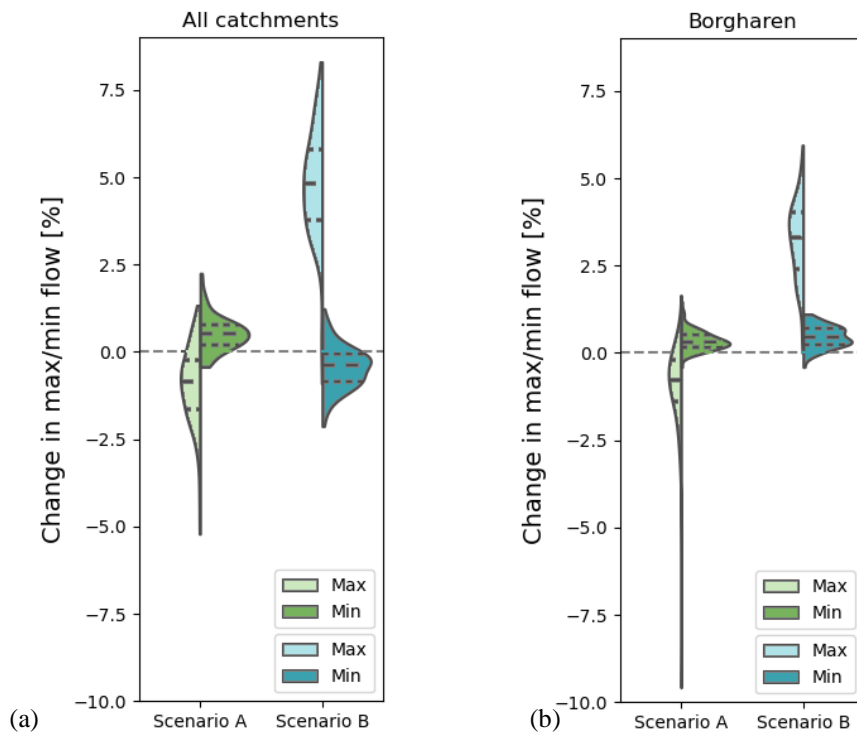 All catchments
Change in max/min flow [%]
7.5
5.0
2.5
0.0
−2.5
−5.0
−7.5
−10.0
Max
Min
Max
Min
Scenario A Scenario B
(a)
Borgharen
Change in max/min flow [%]
7.5
5.0
2.5
0.0
−2.5
−5.0
−7.5
−10.0
Max
Min
Max
Min
Scenario A Scenario B
(b)